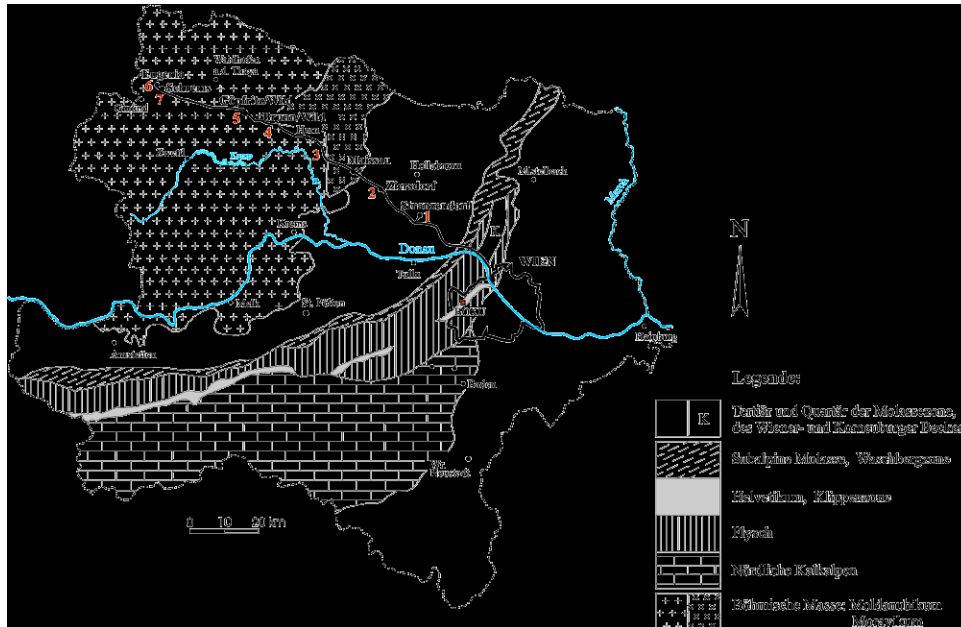 Waidhofen
a.d. Thaya
Eugenia
6
Schrems
7
Gmünd
Göpfritz/Wild
5
Brunn/Wild
4
Horn
3
Zwettl
Kamp
Maissau
Hollabrunn
2
Ziersdorf
Mistelbach
March
1
K
N
Krems
Donau
Tulln
WIEN
Melk
St. Pölten
BOKU
Amstetten
Hainburg
Baden
Wr.
Neustadt
0 10 20 km
Legende:
K
Tertiär und Quartär der Molassezone,
des Wiener- und Korneuburger Beckens
Subalpine Molasse, Waschbergzone
Helvetikum, Klippenzone
Flysch
Nördliche Kalkalpen
Böhmische Masse: Moldanubikum
Moravikum